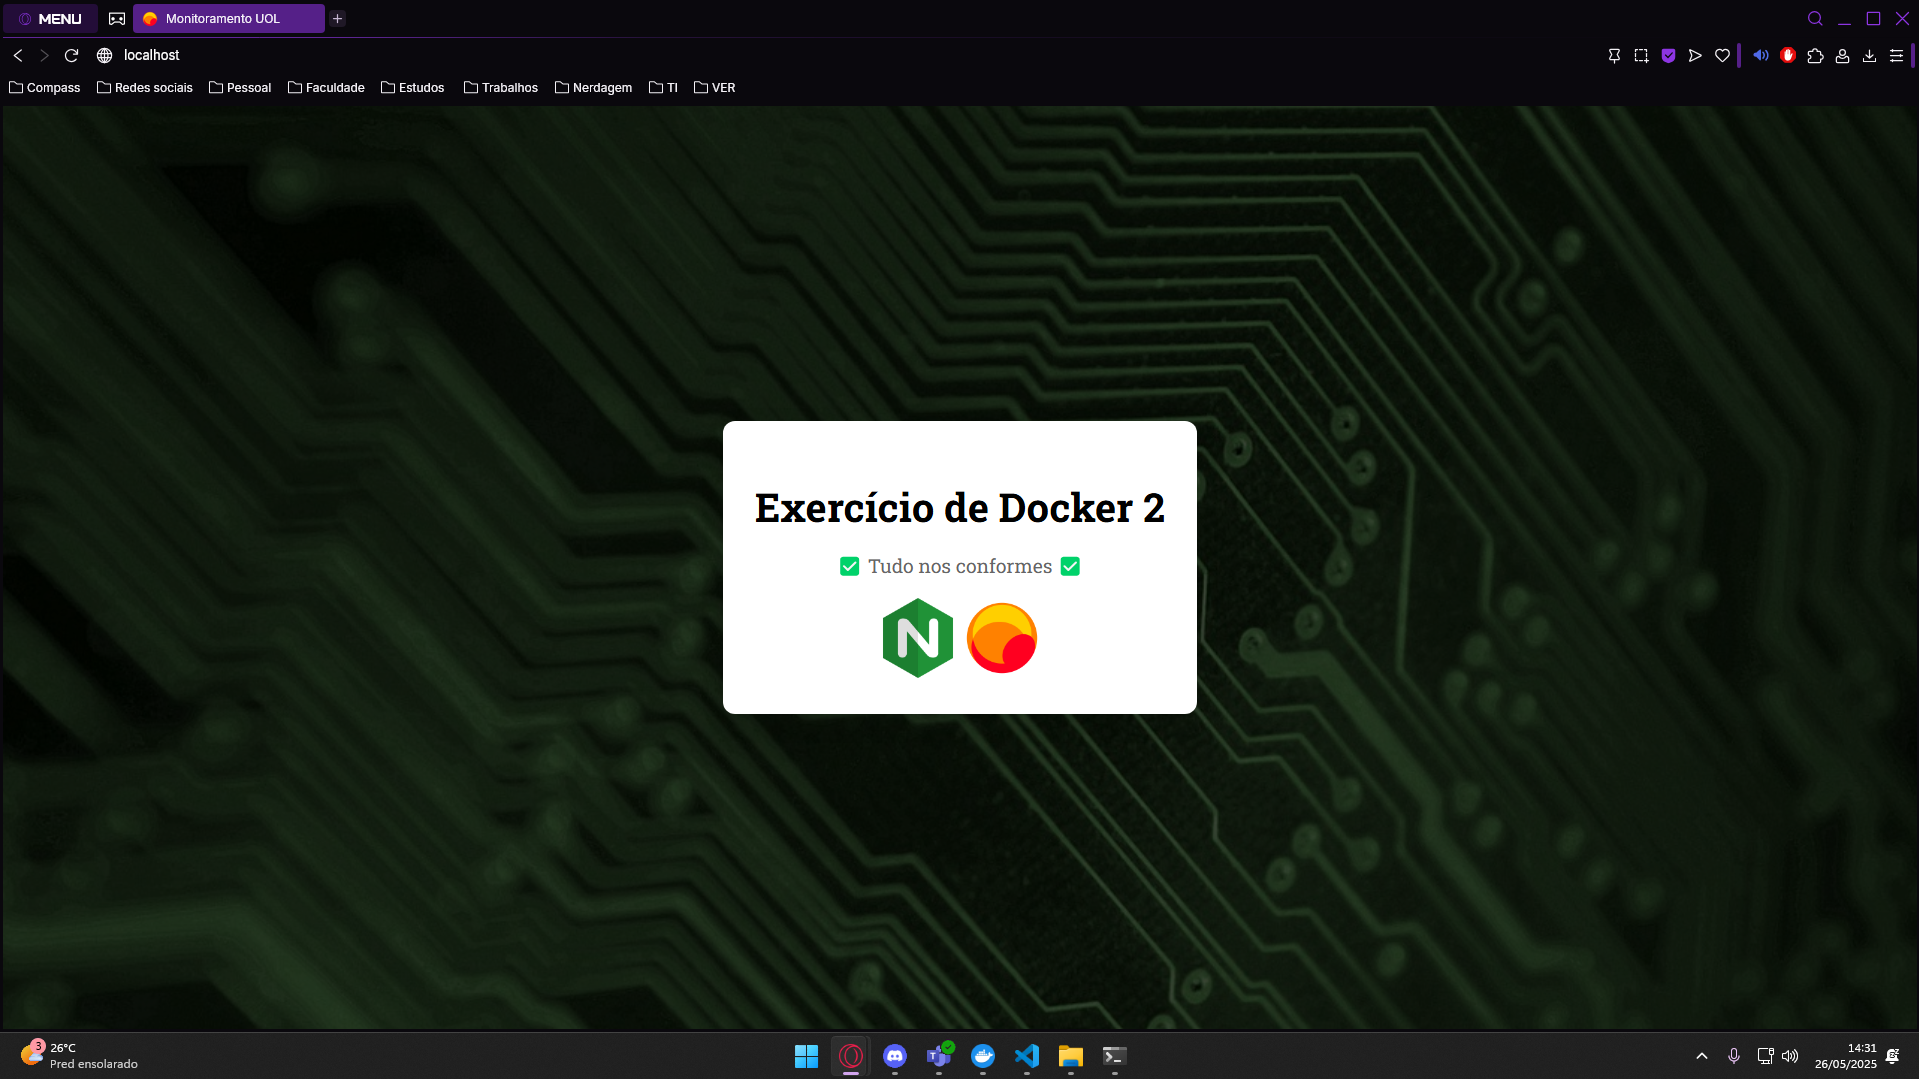 MENU
Monitoramento UOL
localhost
Compass
Redes sociais
Pessoal
Faculdade
Estudos
Trabalhos
Nerdagem
TI
VER
Exercício de Docker 2
✅ Tudo nos conformes ✅
N
3
26°C
Pred ensolarado
T
14:31
26/05/2025